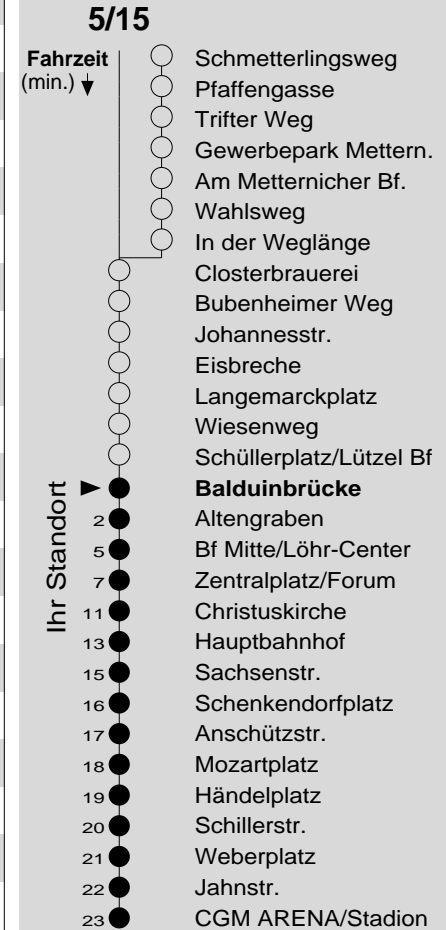 5/15
Fahrzeit
(min.)
Schmetterlingsweg
Pfaffengasse
Trifter Weg
Gewerbepark Mettern.
Am Metternicher Bf.
Wahlsweg
In der Weglänge
Closterbrauerei
Bubenheimer Weg
Johannesstr.
Eisbreche
Langemarckplatz
Wiesenweg
Schüllerplatz/Lützel Bf
Ihr Standort
Balduinbrücke
2 Altengraben
5 Bf Mitte/Löhr-Center
7 Zentralplatz/Forum
11 Christuskirche
13 Hauptbahnhof
15 Sachsenstr.
16 Schenkendorfplatz
17 Anschützstr.
18 Mozartplatz
19 Händelplatz
20 Schillerstr.
21 Weberplatz
22 Jahnstr.
23 CGM ARENA/Stadion